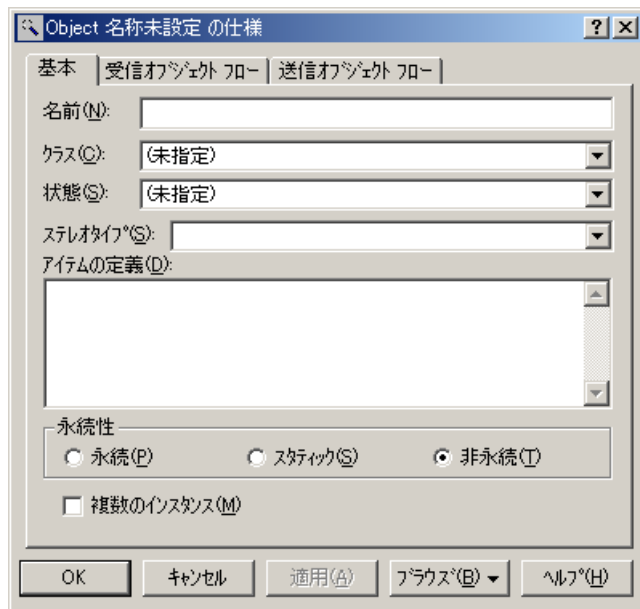 Object 名称未設定 の仕様
基本 受信ｵﾌﾞｼﾞｪｸﾄ ﾌﾛｰ 送信ｵﾌﾞｼﾞｪｸﾄ ﾌﾛｰ
名前(N):
ｸﾗｽ(C): (未指定)
状態(S): (未指定)
ｽﾃﾚｵﾀｲﾌﾟ(S):
ｱｲﾃﾑの定義(D):
永続性
永続(P) ｽﾀﾃｨｯｸ(S) 非永続(T)
複数のｲﾝｽﾀﾝｽ(M)
OK ｷｬﾝｾﾙ 適用(A) ﾌﾞﾗｳｽﾞ(B) ﾍﾙﾌﾟ(H)